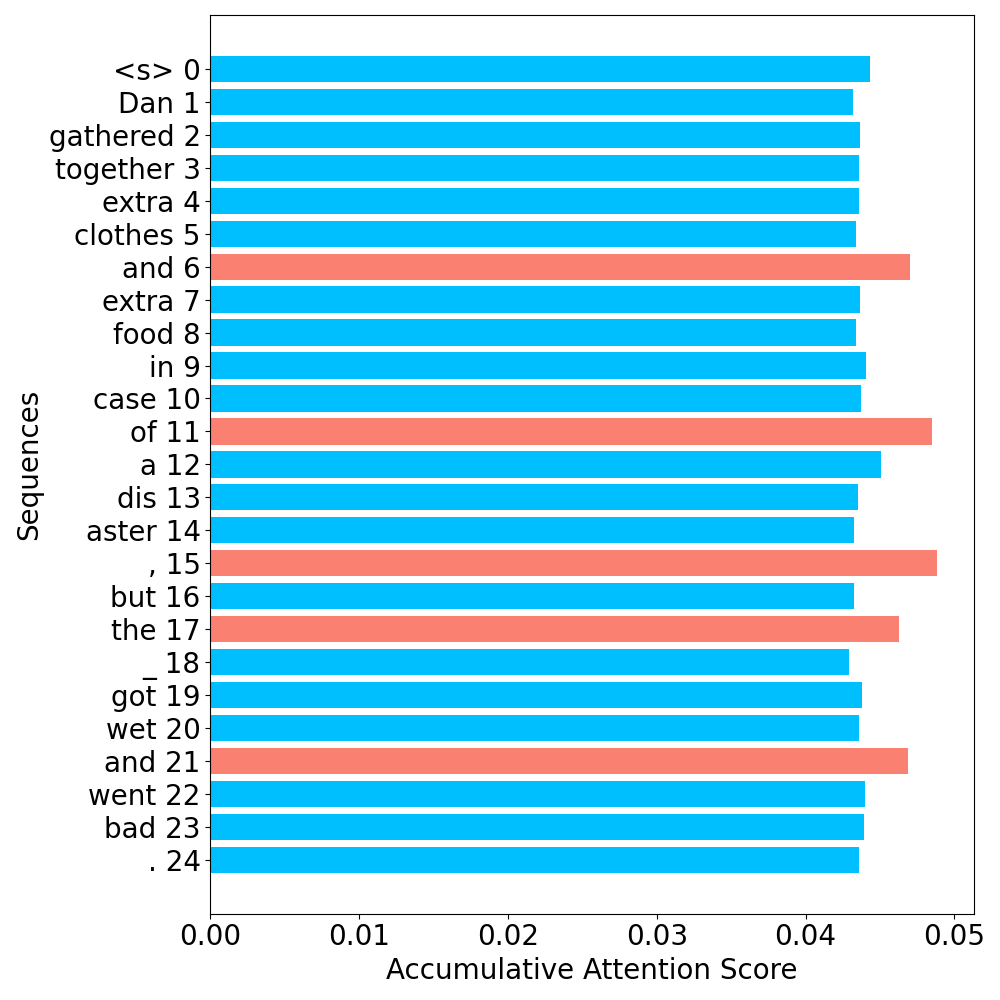 <s> 0
Dan 1
gathered 2
together 3
extra 4
clothes 5
and 6
extra 7
food 8
in 9
case 10
of 11
a 12
dis 13
aster 14
, 15
but 16
the 17
_ 18
got 19
wet 20
and 21
went 22
bad 23
. 24
Sequences
0.00 0.01 0.02 0.03 0.04 0.05
Accumulative Attention Score